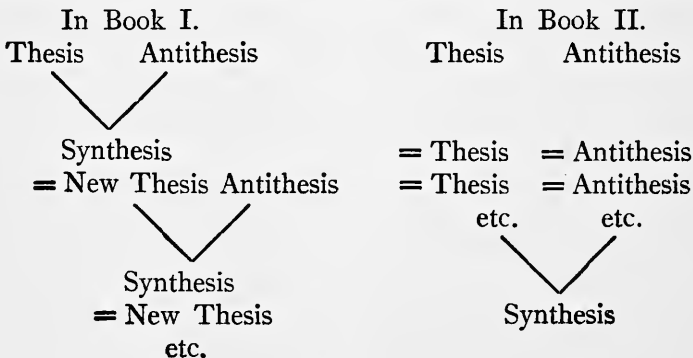 In Book I.
Thesis Antithesis
Synthesis
= New Thesis Antithesis
Synthesis
= New Thesis
etc.
In Book II.
Thesis Antithesis
= Thesis = Antithesis
= Thesis = Antithesis
etc. etc.
Synthesis